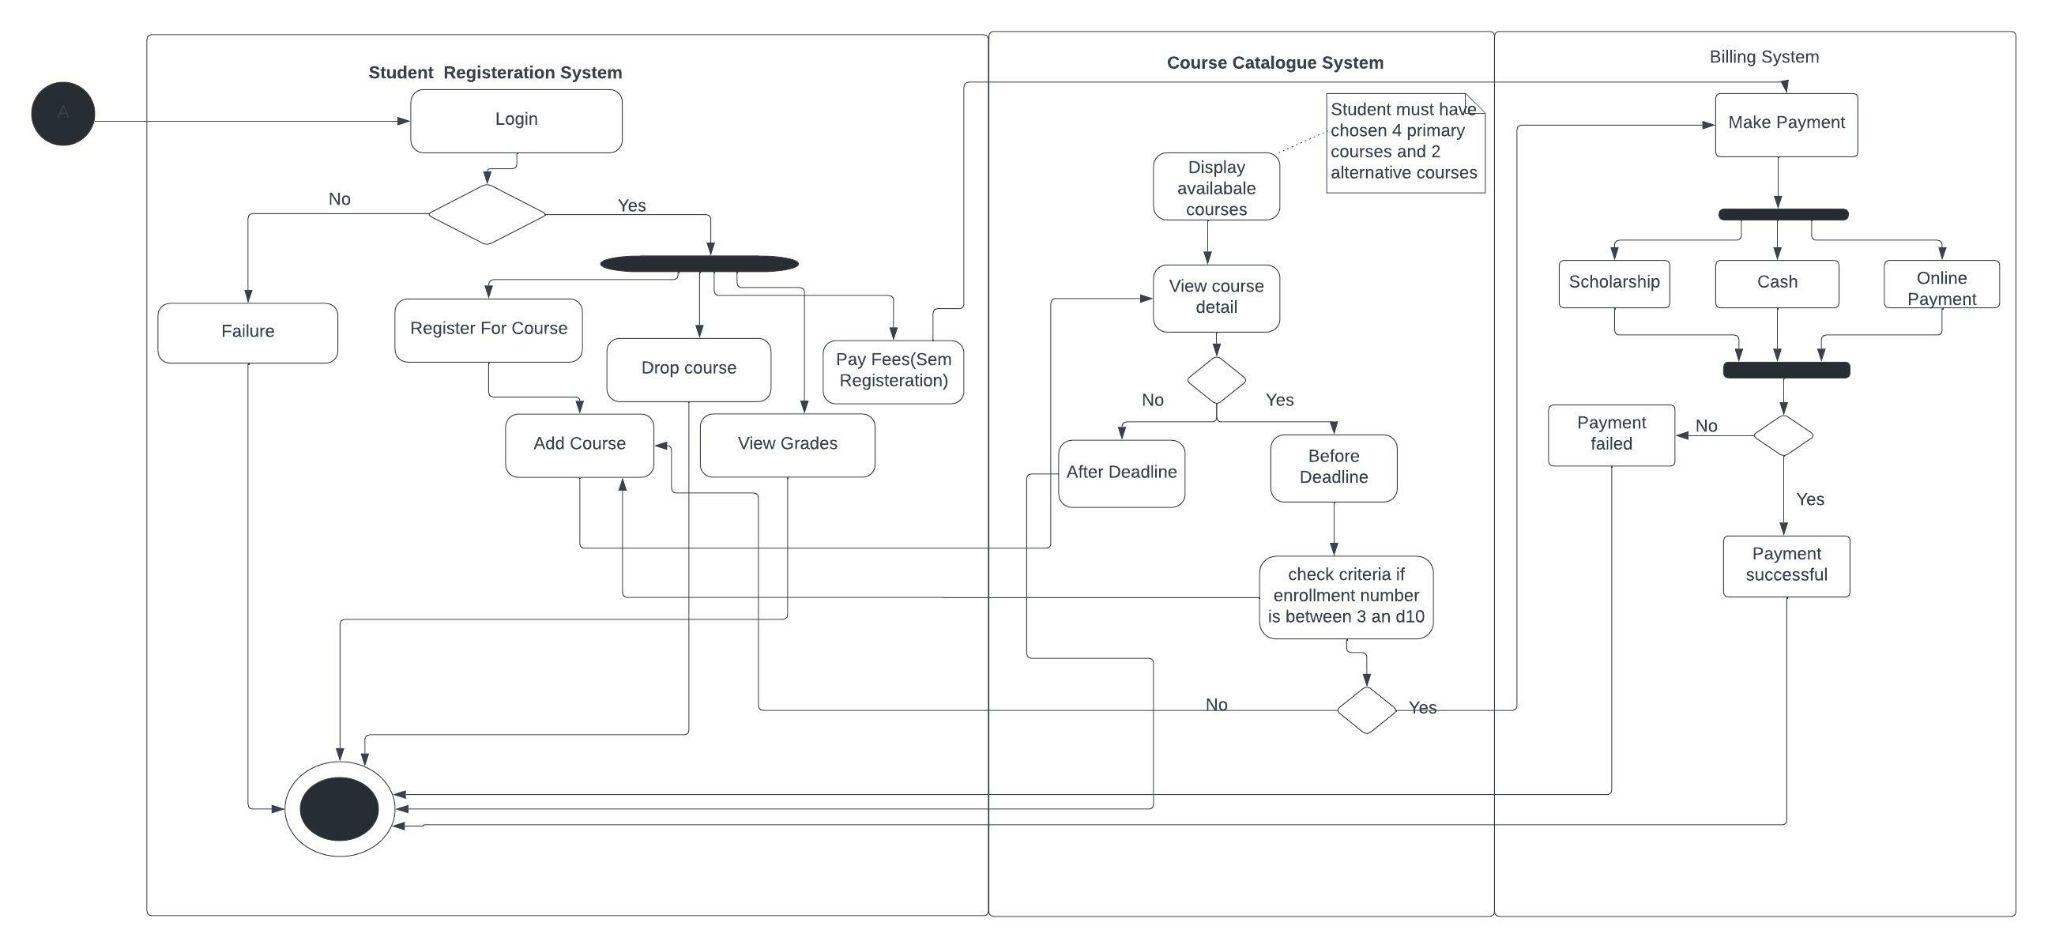 Student  Registeration System
Course Catalogue System
Billing System
A
Login
Student must have
chosen 4 primary
courses and 2
alternative courses
Make Payment
Display
availabale
courses
No
Yes
View course
detail
Scholarship
Cash
Online
Payment
Failure
Register For Course
Drop course
Pay Fees(Sem
Registeration)
No
Yes
Add Course
View Grades
After Deadline
Before
Deadline
Payment
failed
No
Yes
Payment
successful
check criteria if
enrollment number
is between 3 an d10
No
Yes